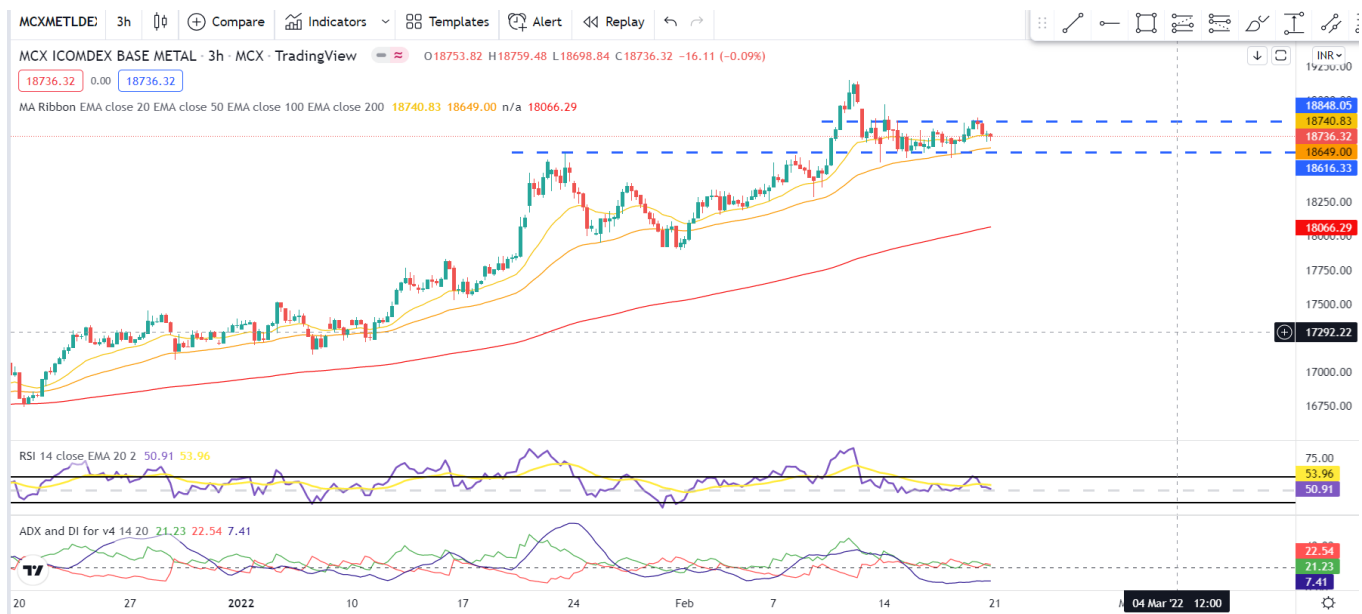 MCXMETLDEX 3h Compare Indicators Templates Alert Replay
MCX ICOMDEX BASE METAL · 3h · MCX · TradingView O18753.82 H18759.48 L18698.84 C18736.32 −16.11 (−0.09%)
INR
18736.32 0.00 18736.32
MA Ribbon EMA close 20 EMA close 50 EMA close 100 EMA close 200 18740.83 18649.00 n/a 18066.29
19250.00
18848.05
18740.83
18736.32
18649.00
18616.33
18250.00
18066.29
18000.00
17750.00
17500.00
17292.22
17000.00
16750.00
RSI 14 close EMA 20 2 50.91 53.96
75.00
53.96
50.91
ADX and DI for v4 14 20 21.23 22.54 7.41
22.54
21.23
7.41
20 27 2022 10 17 24 Feb 7 14 21 04 Mar '22 12:00